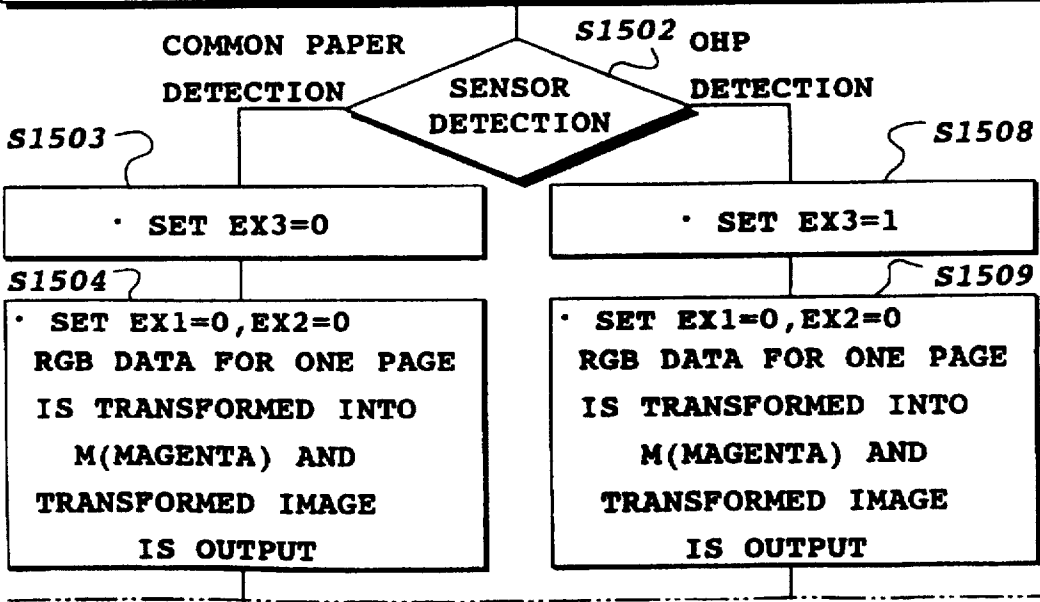 COMMON PAPER
DETECTION
S1502
OHP
DETECTION
SENSOR
DETECTION
S1503
· SET EX3=0
S1504
· SET EX1=0,EX2=0
RGB DATA FOR ONE PAGE
IS TRANSFORMED INTO
M(MAGENTA) AND
TRANSFORMED IMAGE
IS OUTPUT
S1508
· SET EX3=1
S1509
· SET EX1=0,EX2=0
RGB DATA FOR ONE PAGE
IS TRANSFORMED INTO
M(MAGENTA) AND
TRANSFORMED IMAGE
IS OUTPUT